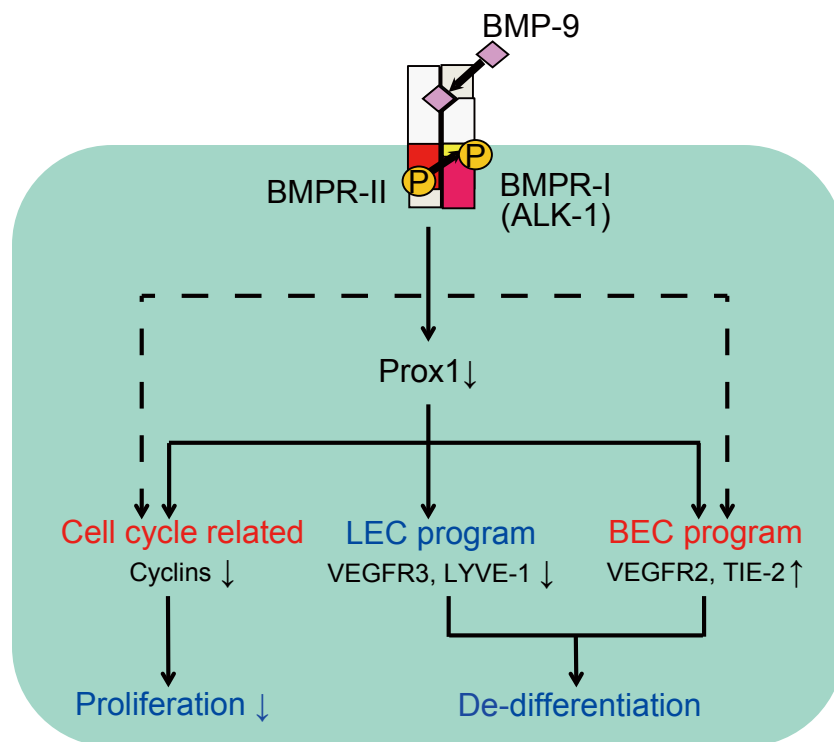 BMP-9
P
P
BMPR-II
BMPR-I
(ALK-1)
Prox1↓
Cell cycle related
Cyclins ↓
LEC program
VEGFR3, LYVE-1 ↓
BEC program
VEGFR2, TIE-2↑
Proliferation ↓
De-differentiation